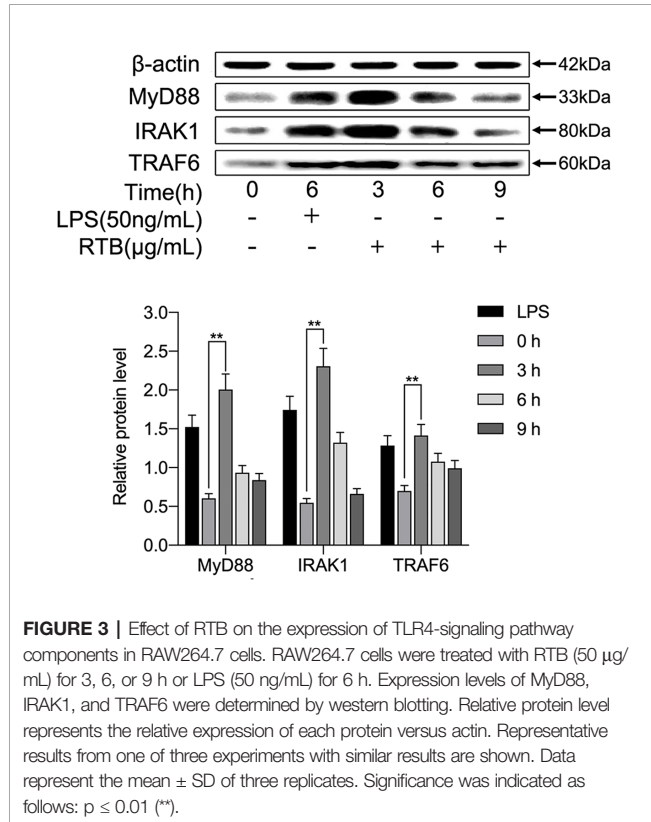 β-actin 42kDa
MyD88 33kDa
IRAK1 80kDa
TRAF6 60kDa
Time(h) 0 6 3 6 9
LPS(50ng/mL) - + - - -
RTB(µg/mL) - - + + +
Relative protein level
3.0
2.5
2.0
1.5
1.0
0.5
0.0
** ** **
MyD88 IRAK1 TRAF6
LPS
0 h
3 h
6 h
9 h
FIGURE 3 | Effect of RTB on the expression of TLR4-signaling pathway
components in RAW264.7 cells. RAW264.7 cells were treated with RTB (50 µg/
mL) for 3, 6, or 9 h or LPS (50 ng/mL) for 6 h. Expression levels of MyD88,
IRAK1, and TRAF6 were determined by western blotting. Relative protein level
represents the relative expression of each protein versus actin. Representative
results from one of three experiments with similar results are shown. Data
represent the mean ± SD of three replicates. Significance was indicated as
follows: p ≤ 0.01 (**).